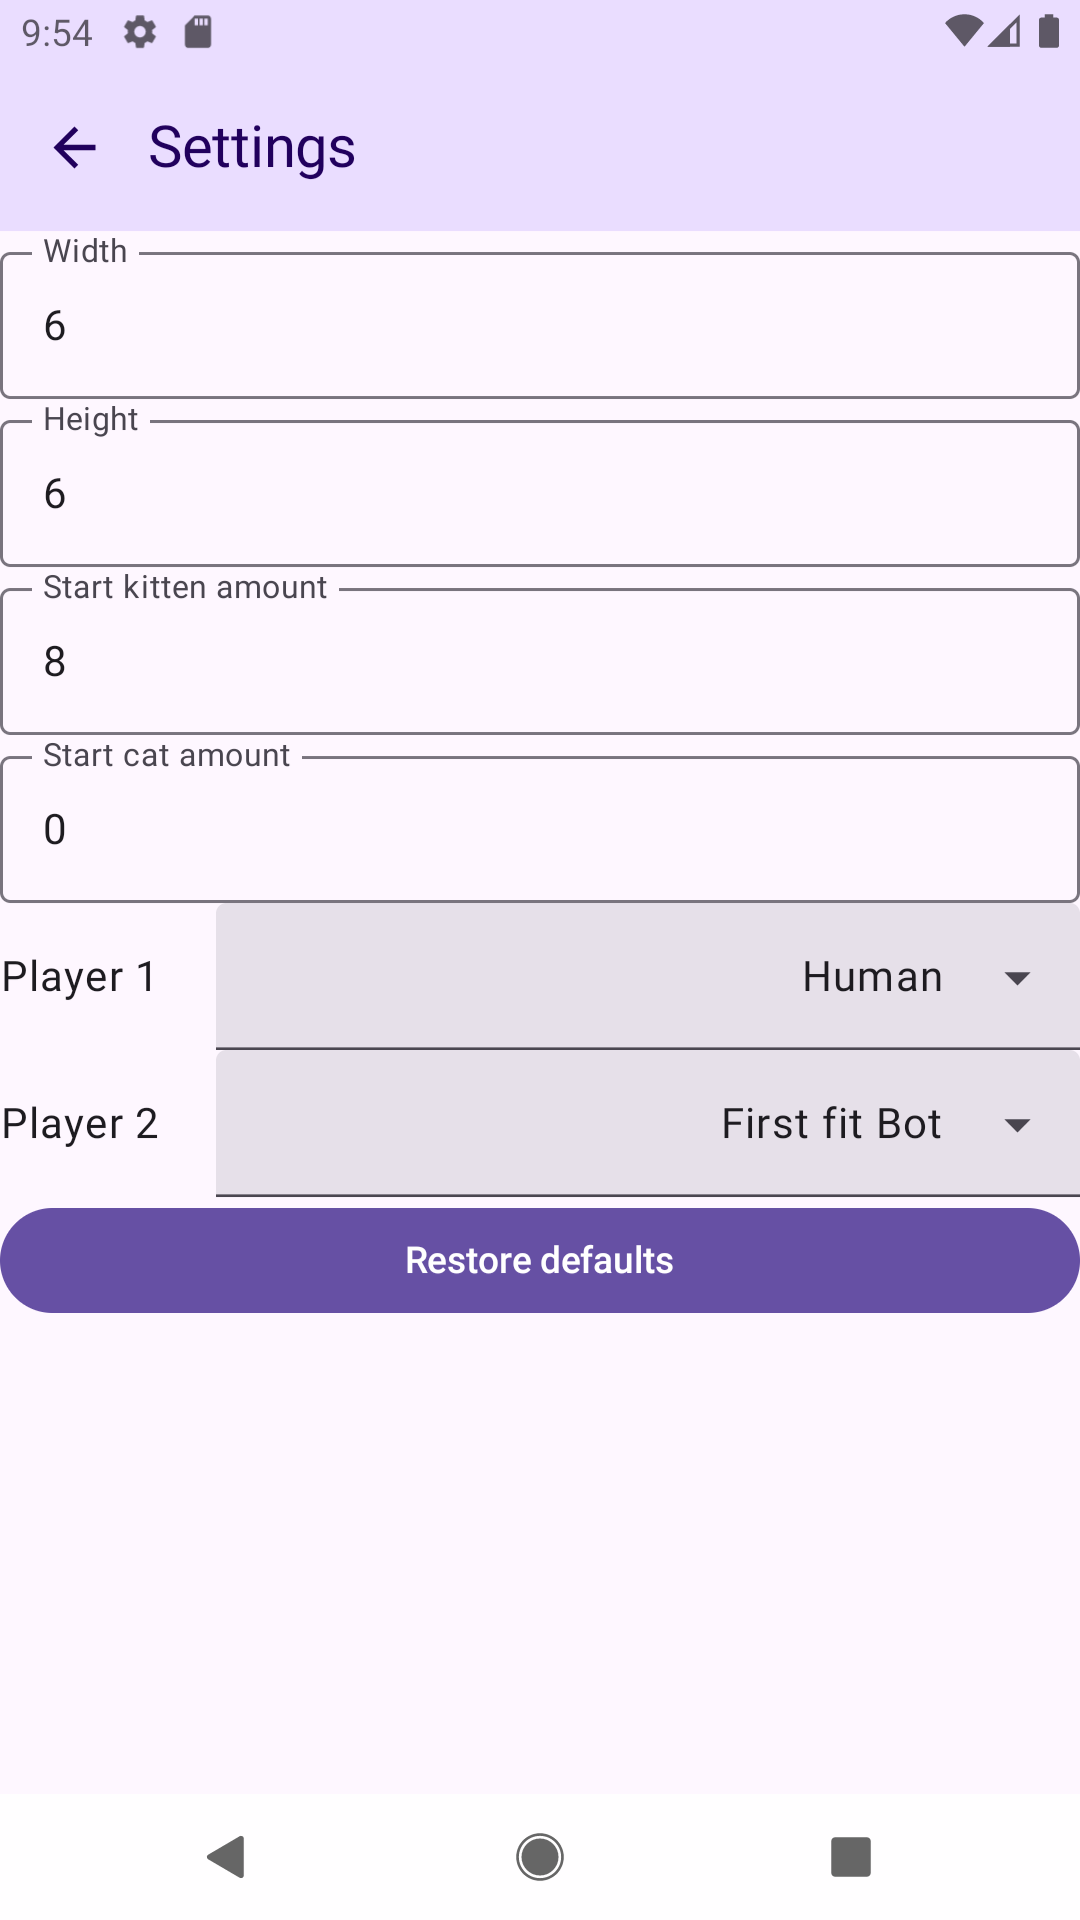 9:54
Settings
Width
6
Height
6
Start kitten amount
8
Start cat amount
0
Player 1
Human
Player 2
First fit Bot
Restore defaults